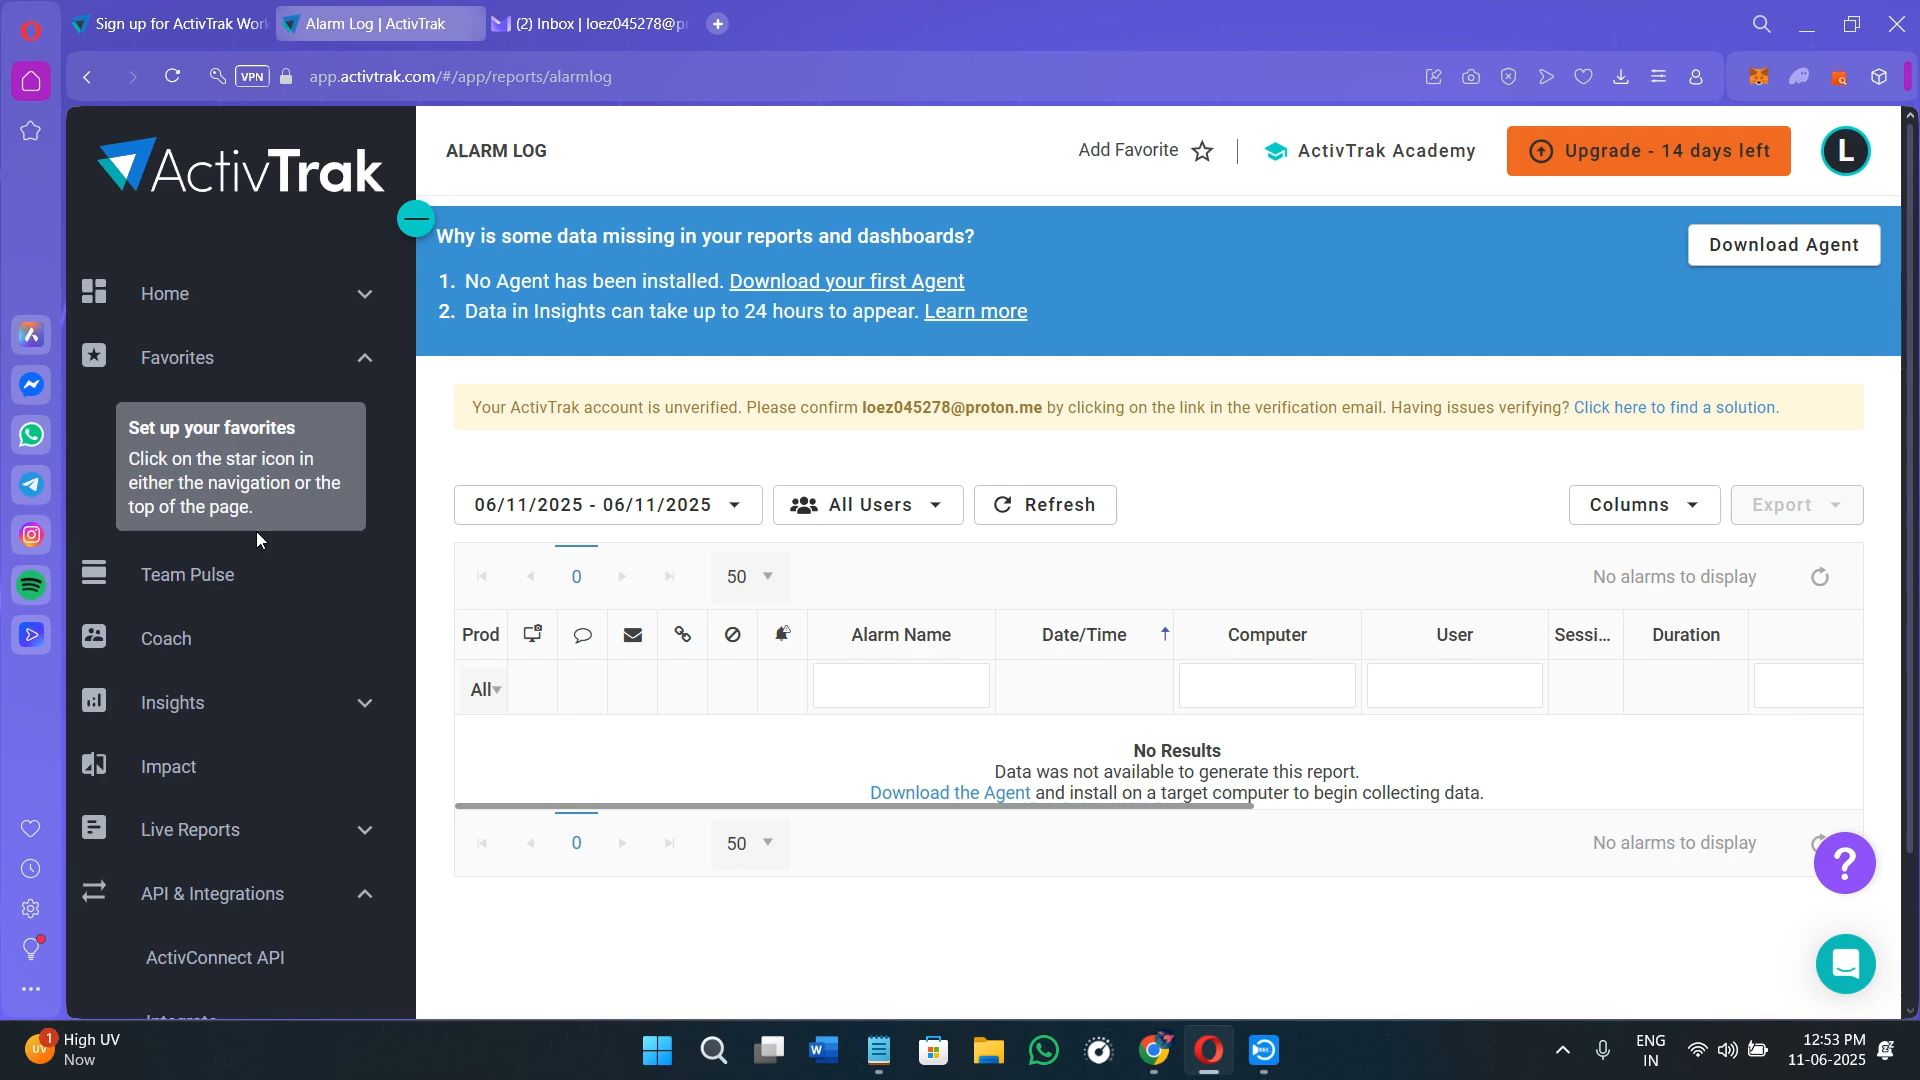 Sign up for ActivTrak Wor
Alarm Log | ActivTrak
(2) Inbox | loez045278@pr
VPN
app.activtrak.com/#/app/reports/alarmlog
ActivTrak
ALARM LOG
Add Favorite
ActivTrak Academy
Upgrade - 14 days left
L
Why is some data missing in your reports and dashboards?
1. No Agent has been installed. Download your first Agent
2. Data in Insights can take up to 24 hours to appear. Learn more
Download Agent
Home
Favorites
Set up your favorites
Click on the star icon in
either the navigation or the
top of the page.
Team Pulse
Coach
Insights
Impact
Live Reports
API & Integrations
ActivConnect API
Your ActivTrak account is unverified. Please confirm loez045278@proton.me by clicking on the link in the verification email. Having issues verifying? Click here to find a solution.
06/11/2025 - 06/11/2025
All Users
Refresh
Columns
Export
0
50
No alarms to display
Prod
Alarm Name
Date/Time
Computer
User
Sessi...
Duration
All
No Results
Data was not available to generate this report.
Download the Agent and install on a target computer to begin collecting data.
0
50
No alarms to display
?
1
UV
High UV
Now
REC
ENG
IN
12:53 PM
11-06-2025